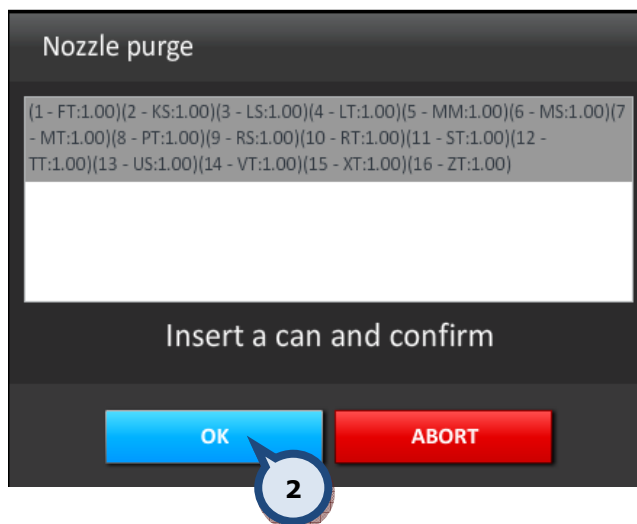 Nozzle purge
(1 - FT:1.00)(2 - KS:1.00)(3 - LS:1.00)(4 - LT:1.00)(5 - MM:1.00)(6 - MS:1.00)(7
- MT:1.00)(8 - PT:1.00)(9 - RS:1.00)(10 - RT:1.00)(11 - ST:1.00)(12 -
TT:1.00)(13 - US:1.00)(14 - VT:1.00)(15 - XT:1.00)(16 - ZT:1.00)
Insert a can and confirm
OK
ABORT
2